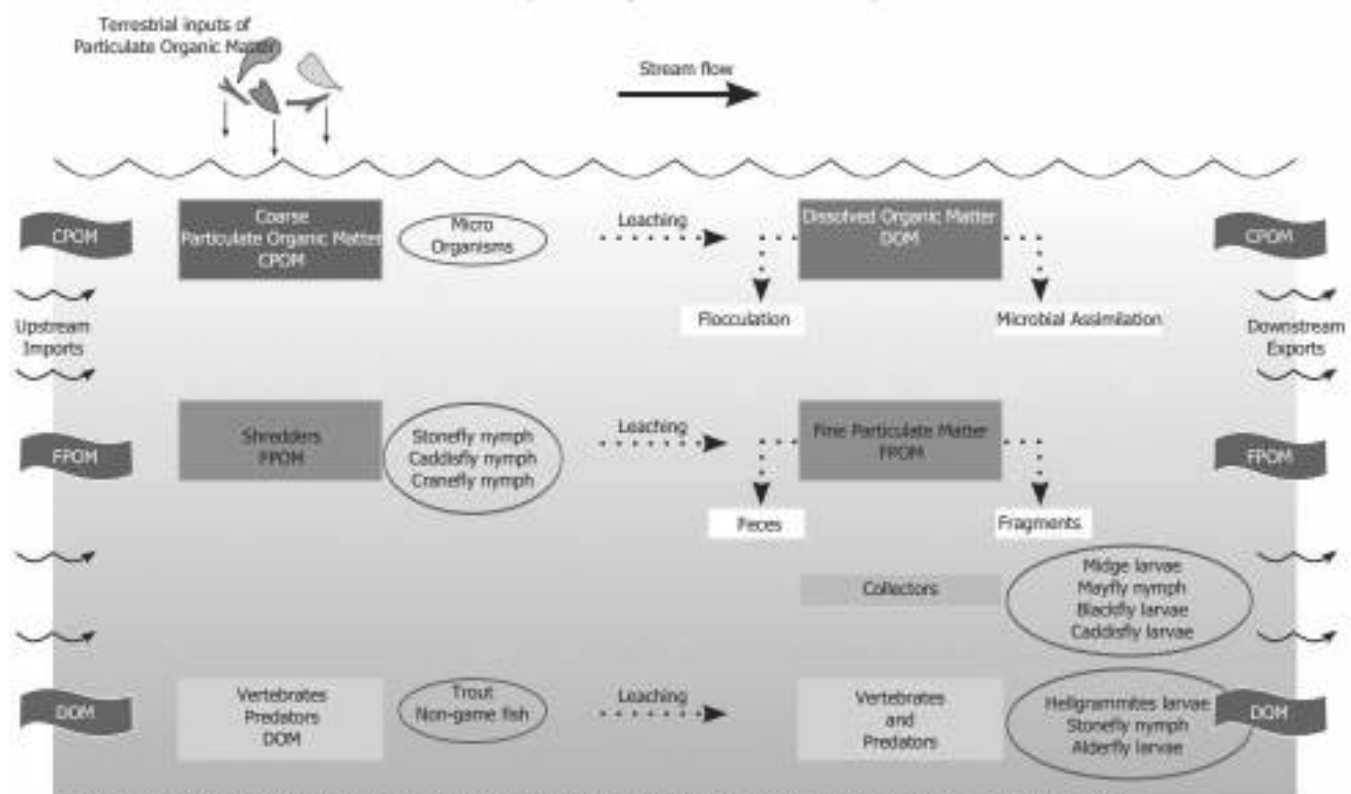 Terrestrial inputs of
Particulate Organic Matter
Stream flow
CPOM
Coarse
Particulate Organic Matter
CPOM
Micro
Organisms
Leaching
Dissolved Organic Matter
DOM
CPOM
Flocculation
Microbial Assimilation
Upstream
Imports
Downstream
Exports
FPOM
Shredders
FPOM
Stonefly nymph
Caddisfly nymph
Cranefly nymph
Leaching
Fine Particulate Matter
FPOM
FPOM
Feces
Fragments
Collectors
Midge larvae
Mayfly nymph
Blackfly larvae
Caddisfly larvae
DOM
Vertebrates
Predators
DOM
Trout
Non-game fish
Leaching
Vertebrates
and
Predators
Hellgrammites larvae
Stonefly nymph
Alderfly larvae
DOM